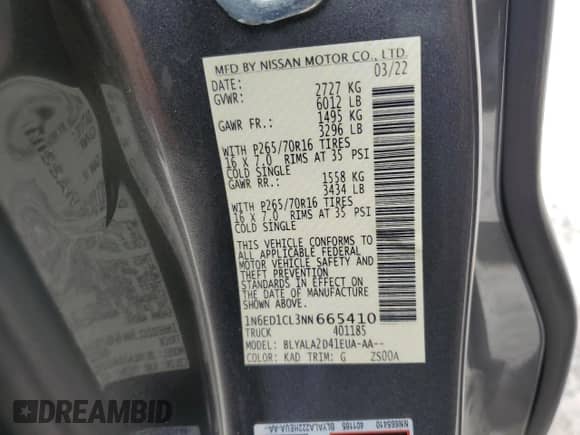 MFD BY NISSAN MOTOR CO., LTD.
DATE: 03/22
GVWR: 2727 KG
6012 LB
GAWR FR.: 1495 KG
3296 LB
WITH P265/70R16 TIRES
16 X 7.0 RIMS AT 35 PSI
COLD SINGLE
GAWR RR.: 1558 KG
3434 LB
WITH P265/70R16 TIRES
16 X 7.0 RIMS AT 35 PSI
COLD SINGLE
THIS VEHICLE CONFORMS TO
ALL APPLICABLE FEDERAL
MOTOR VEHICLE SAFETY AND
THEFT PREVENTION
STANDARDS IN EFFECT ON
THE DATE OF MANUFACTURE
SHOWN ABOVE.
1N6ED1CL3NN665410
TRUCK 401185
MODEL: BLYALA2D41EUA-AA--
COLOR: KAD TRIM: G ZS00A
NN665410
401185
DREAMBID